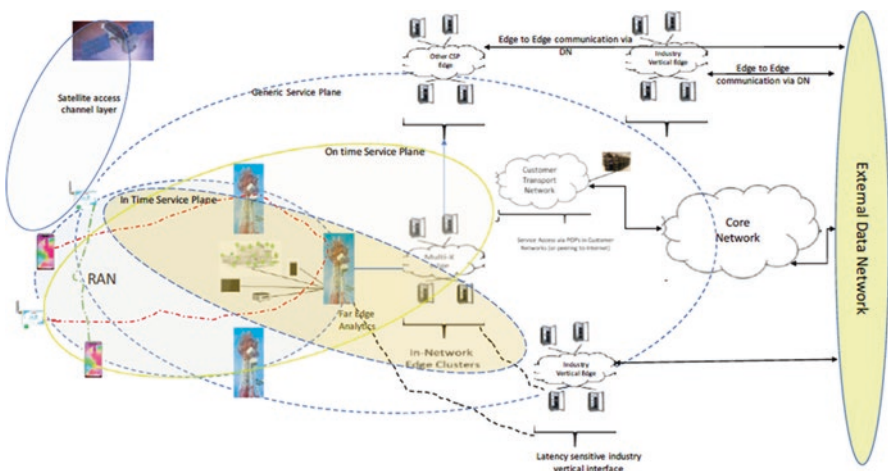 Other CSP
Edge
Edge to Edge communication via
DN
Industry
Vertical Edge
Edge to Edge
communication via DN
Satellite access
channel layer
Generic Service Plane
On time Service Plane
In Time Service Plane
Customer
Transport
Network
Service Access via POPs in Customer
Networks (or peering to Internet)
Core
Network
External Data Network
RAN
Far Edge
Analytics
In-Network
Edge Clusters
Industry
Vertical Edge
Latency sensitive industry
vertical interface